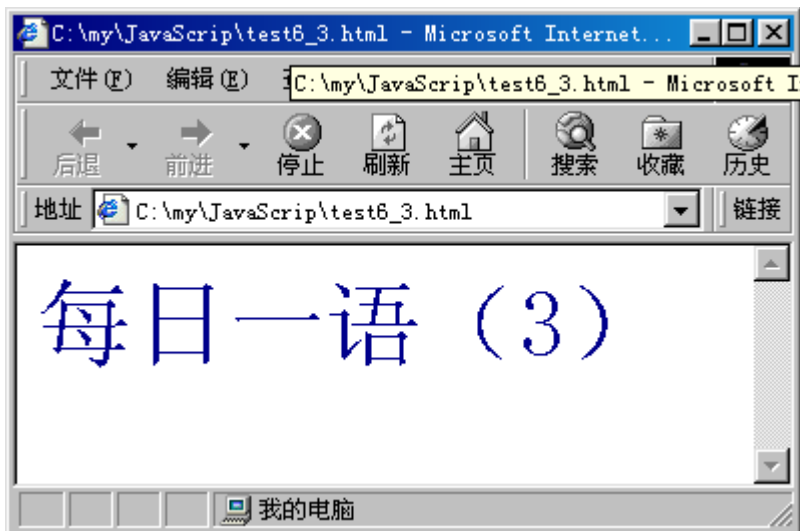 C:\my\JavaScrip\test6_3.html - Microsoft Internet...
文件(F) 编辑(E)
C:\my\JavaScrip\test6_3.html - Microsoft I
后退 前进 停止 刷新 主页 搜索 收藏 历史
地址 C:\my\JavaScrip\test6_3.html 链接
每日一语（3）
我的电脑